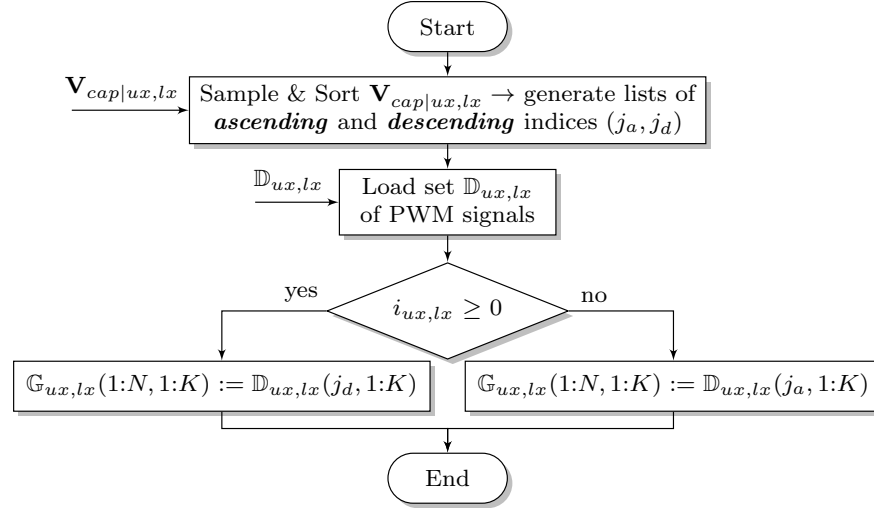 Start
V_{cap|ux,lx}
Sample & Sort V_{cap|ux,lx} → generate lists of
ascending and descending indices (j_a, j_d)
𝔻_{ux,lx}
Load set 𝔻_{ux,lx}
of PWM signals
yes
i_{ux,lx} ≥ 0
no
𝔾_{ux,lx}(1:N, 1:K) := 𝔻_{ux,lx}(j_d, 1:K)
𝔾_{ux,lx}(1:N, 1:K) := 𝔻_{ux,lx}(j_a, 1:K)
End